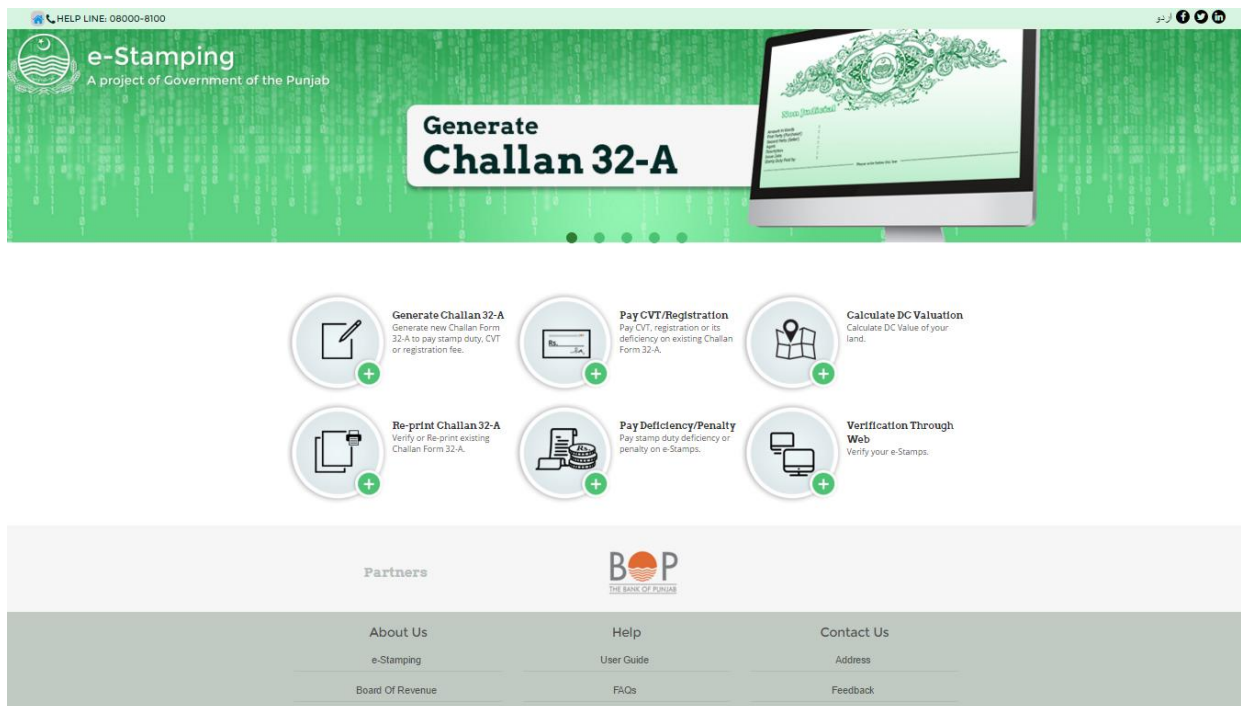 HELP LINE: 08000-8100
اردو
e-Stamping
A project of Government of the Punjab
Generate
Challan 32-A
Non Judicial
Generate Challan 32-A
Generate new Challan Form
32-A to pay stamp duty, CVT
or registration fee.
Pay CVT/Registration
Pay CVT, registration or its
deficiency on existing Challan
Form 32-A.
Rs.
Calculate DC Valuation
Calculate DC Value of your
land.
Re-print Challan 32-A
Verify or Re-print existing
Challan Form 32-A.
Pay Deficiency/Penalty
Pay stamp duty deficiency or
penalty on e-Stamps.
Rs.
Verification Through
Web
Verify your e-Stamps.
Partners
BOP
THE BANK OF PUNJAB
About Us
Help
Contact Us
e-Stamping
User Guide
Address
Board Of Revenue
FAQs
Feedback